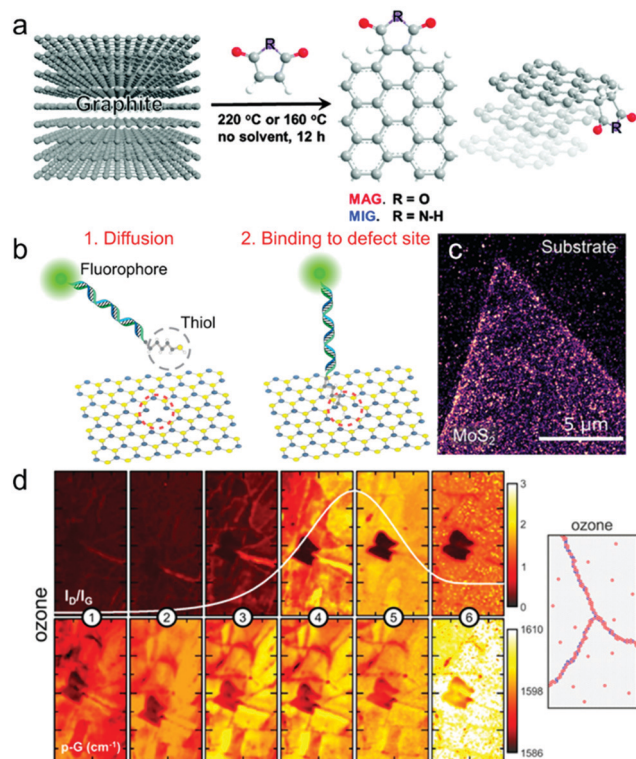 a
Graphite
R
220 °C or 160 °C
no solvent, 12 h
R
R
MAG. R = O
MIG. R = N-H
b
1. Diffusion
2. Binding to defect site
Fluorophore
Thiol
c
Substrate
MoS₂
5 μm
d
ozone
I_D/I_G
1
2
3
4
5
6
p-G (cm⁻¹)
3
2
1
0
1610
1598
1586
ozone